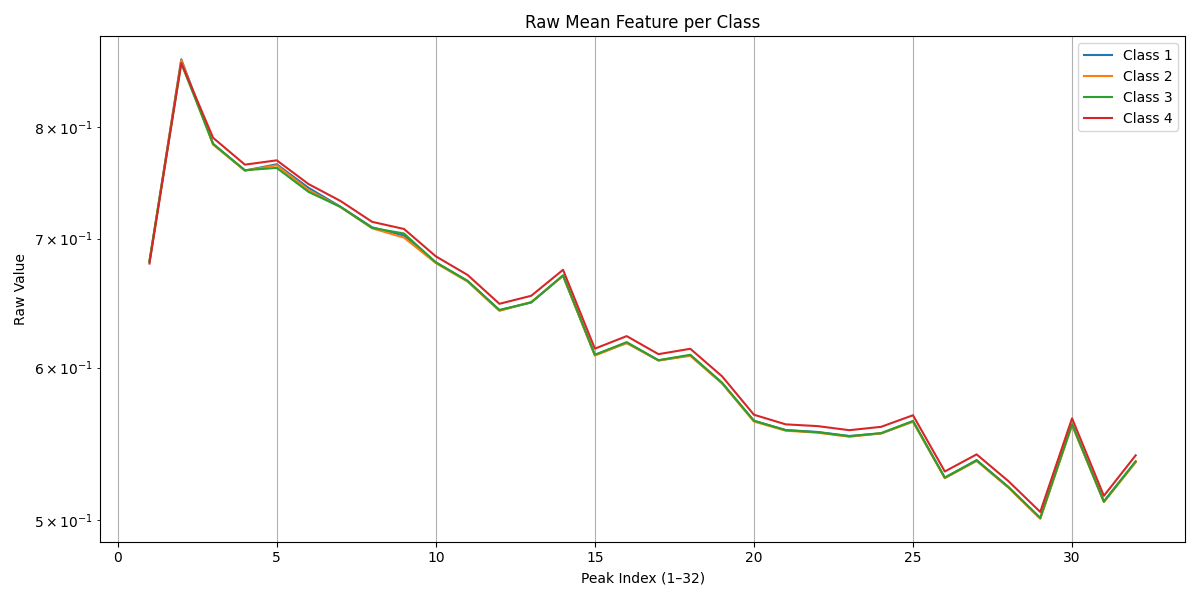 Raw Mean Feature per Class
Class 1
Class 2
Class 3
Class 4
8 × 10⁻¹
7 × 10⁻¹
6 × 10⁻¹
5 × 10⁻¹
Raw Value
0 5 10 15 20 25 30
Peak Index (1–32)